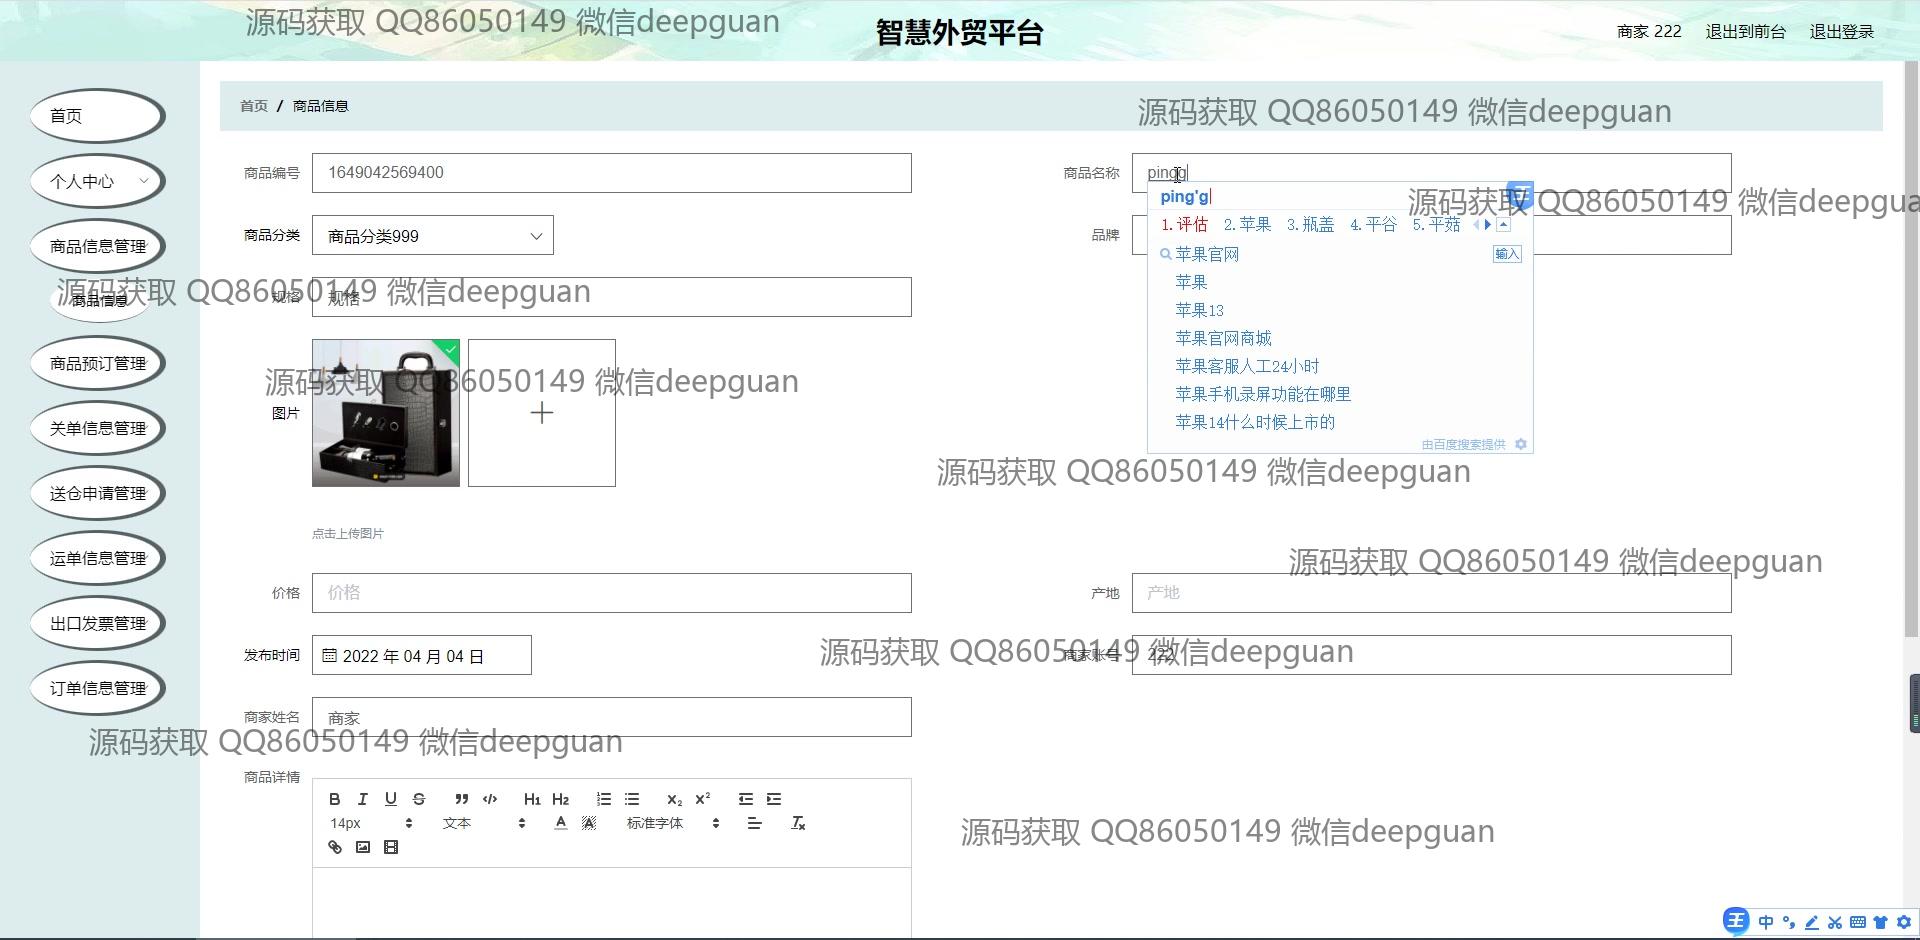 源码获取 QQ86050149 微信deepguan
智慧外贸平台
商家 222 退出到前台 退出登录
首页
个人中心
商品信息管理
商品信息
商品预订管理
关单信息管理
送仓申请管理
运单信息管理
出口发票管理
订单信息管理
首页 / 商品信息
源码获取 QQ86050149 微信deepguan
商品编号 1649042569400
商品名称 pingg
ping'g
源码获取 QQ86050149 微信deepgua
1.评估 2.苹果 3.瓶盖 4.平谷 5.平菇
商品分类 商品分类999
品牌
苹果官网 输入
苹果
苹果13
苹果官网商城
苹果客服人工24小时
苹果手机录屏功能在哪里
苹果14什么时候上市的
由百度搜索提供
源码获取 QQ86050149 微信deepguan
规格 规格
源码获取 QQ86050149 微信deepguan
图片
源码获取 QQ86050149 微信deepguan
点击上传图片
源码获取 QQ86050149 微信deepguan
价格 价格
产地 产地
发布时间 2022 年 04 月 04 日
源码获取 QQ86050149 微信deepguan
商家账号 222
商家姓名 商家
源码获取 QQ86050149 微信deepguan
商品详情
B I U S H1 H2 x2 x2
14px 文本 A A 标准字体 Tx
源码获取 QQ86050149 微信deepguan
王 中